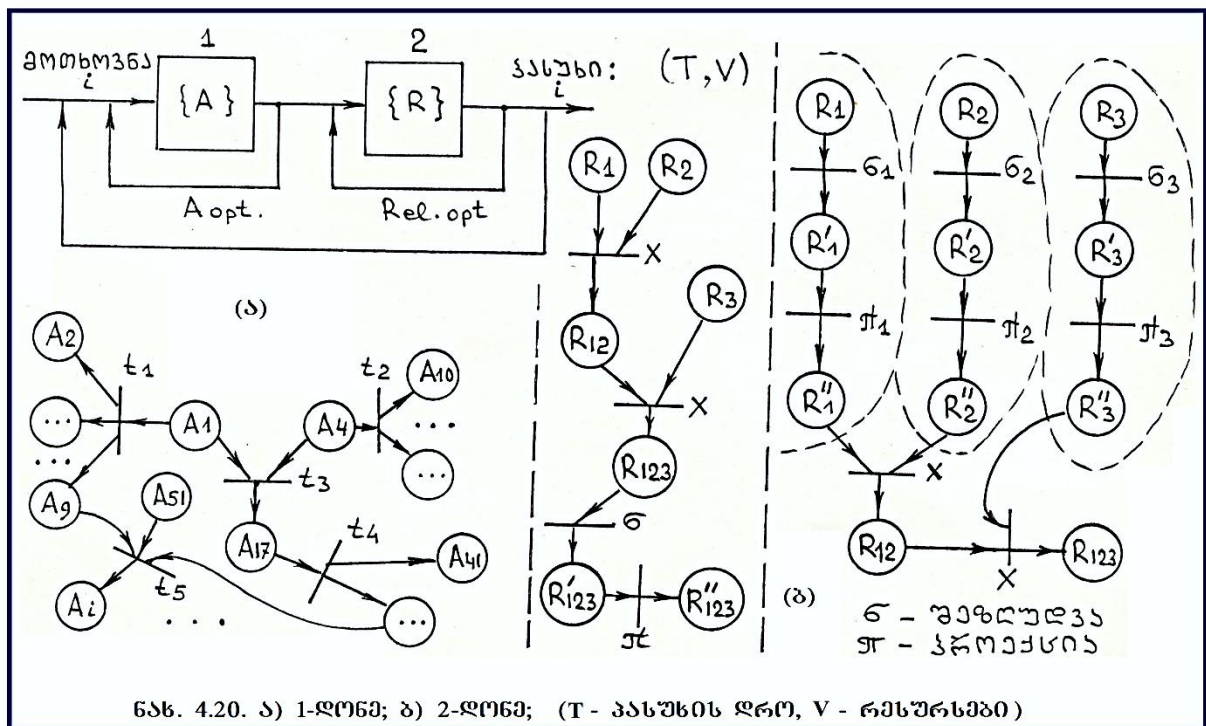 1
2
მოთხოვნა
i
{A}
{R}
პასუხი:
i
(T,V)
A opt.
Rel.opt
(ა)
A2
t1
...
...
A1
A9
A51
t5
Ai
...
t3
A4
t2
A10
...
...
A17
t4
A41
...
R1
R2
X
R12
R3
X
R123
σ
R'123
π
R''123
R1
σ1
R'1
π1
R''1
R2
σ2
R'2
π2
R''2
R3
σ3
R'3
π3
R''3
X
R12
X
R123
(ბ)
σ - შეზღუდვა
π - პროექცია
ნახ. 4.20. ა) 1-დონე; ბ) 2-დონე; (T - პასუხის დრო, V - რესურსები)